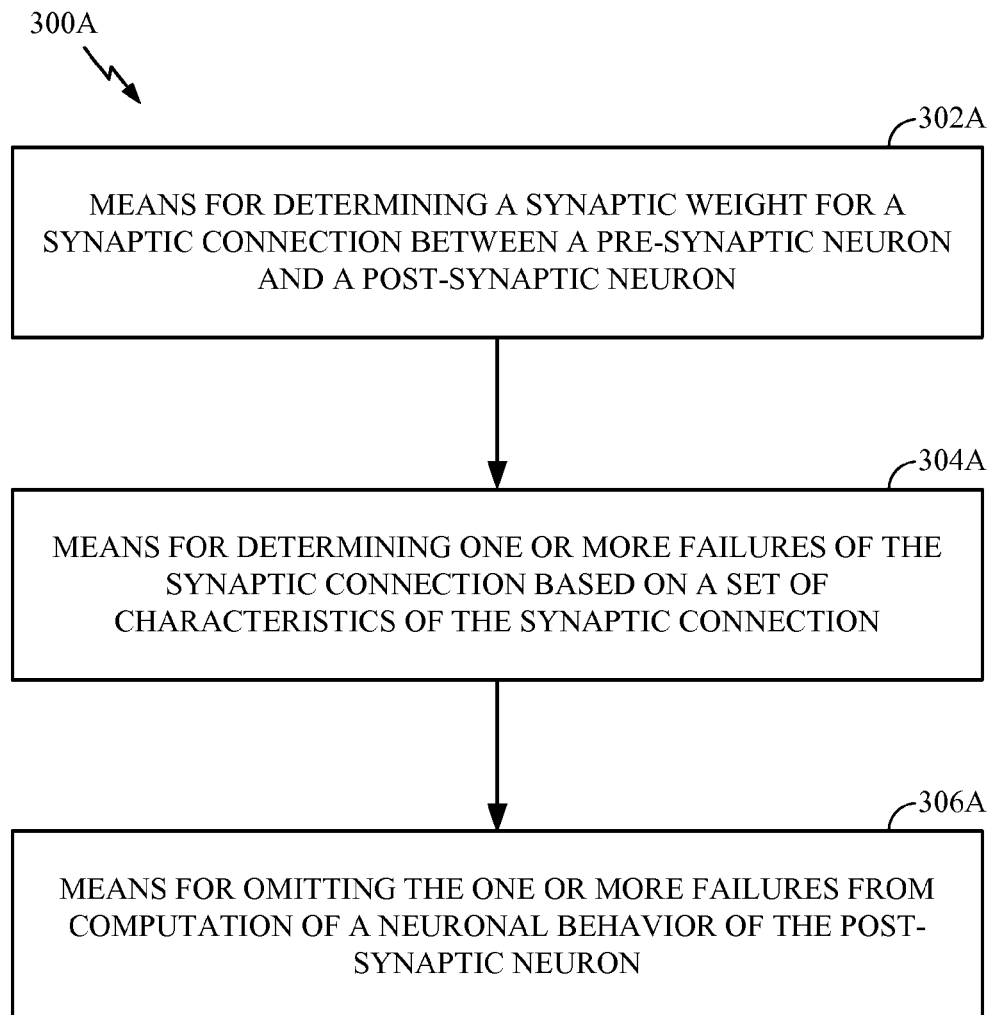 300A
302A
MEANS FOR DETERMINING A SYNAPTIC WEIGHT FOR A
SYNAPTIC CONNECTION BETWEEN A PRE-SYNAPTIC NEURON
AND A POST-SYNAPTIC NEURON
304A
MEANS FOR DETERMINING ONE OR MORE FAILURES OF THE
SYNAPTIC CONNECTION BASED ON A SET OF
CHARACTERISTICS OF THE SYNAPTIC CONNECTION
306A
MEANS FOR OMITTING THE ONE OR MORE FAILURES FROM
COMPUTATION OF A NEURONAL BEHAVIOR OF THE POST-
SYNAPTIC NEURON